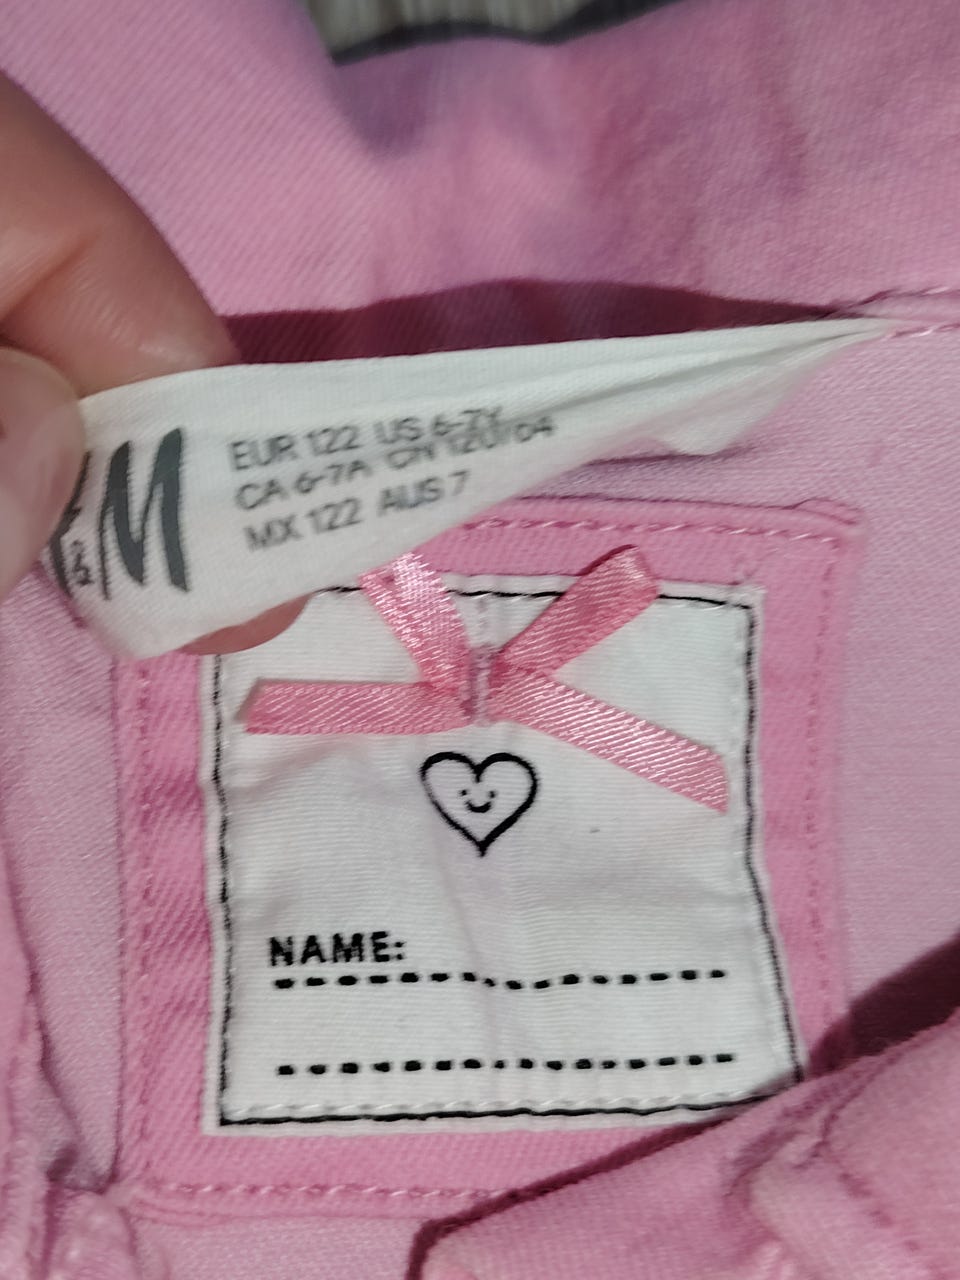 &M
EUR 122 US 6-7Y
CA 6-7A CN 120/64
MX 122 AUS 7
NAME: